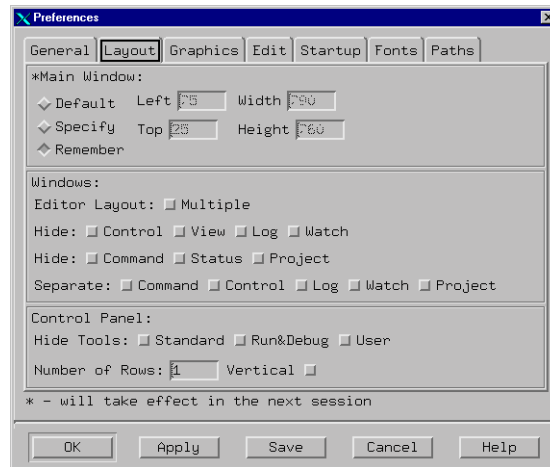 Preferences
General Layout Graphics Edit Startup Fonts Paths
*Main Window:
Default Left 75 Width 790
Specify Top 25 Height 760
Remember
Windows:
Editor Layout: Multiple
Hide: Control View Log Watch
Hide: Command Status Project
Separate: Command Control Log Watch Project
Control Panel:
Hide Tools: Standard Run&Debug User
Number of Rows: 1 Vertical
* - will take effect in the next session
OK Apply Save Cancel Help